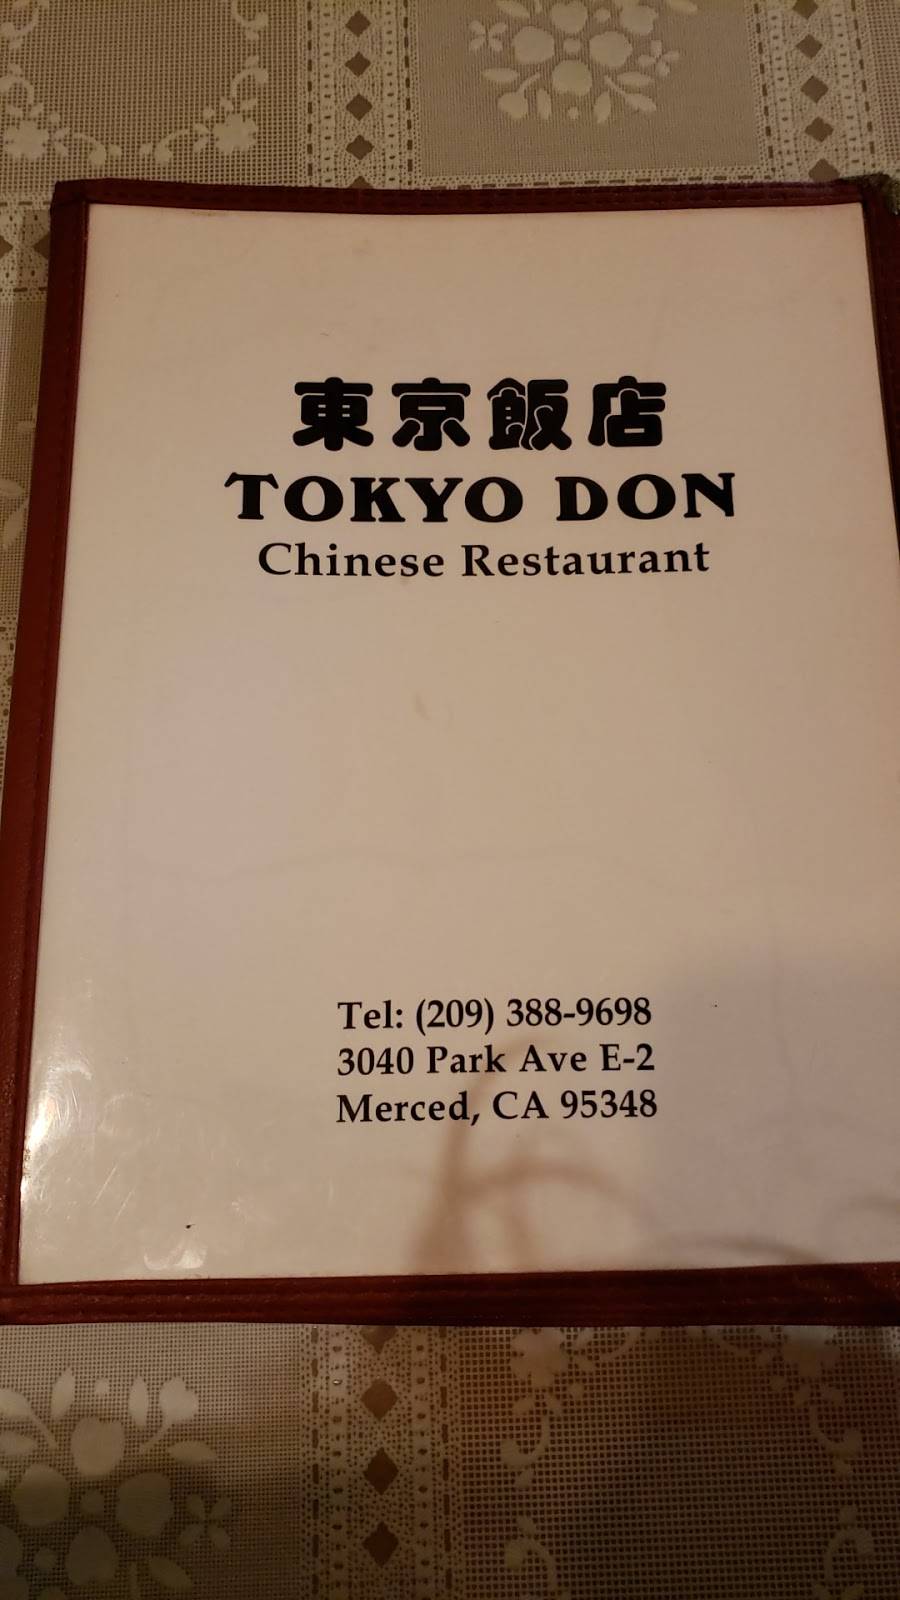 東京飯店
TOKYO DON
Chinese Restaurant
Tel: (209) 388-9698
3040 Park Ave E-2
Merced, CA 95348